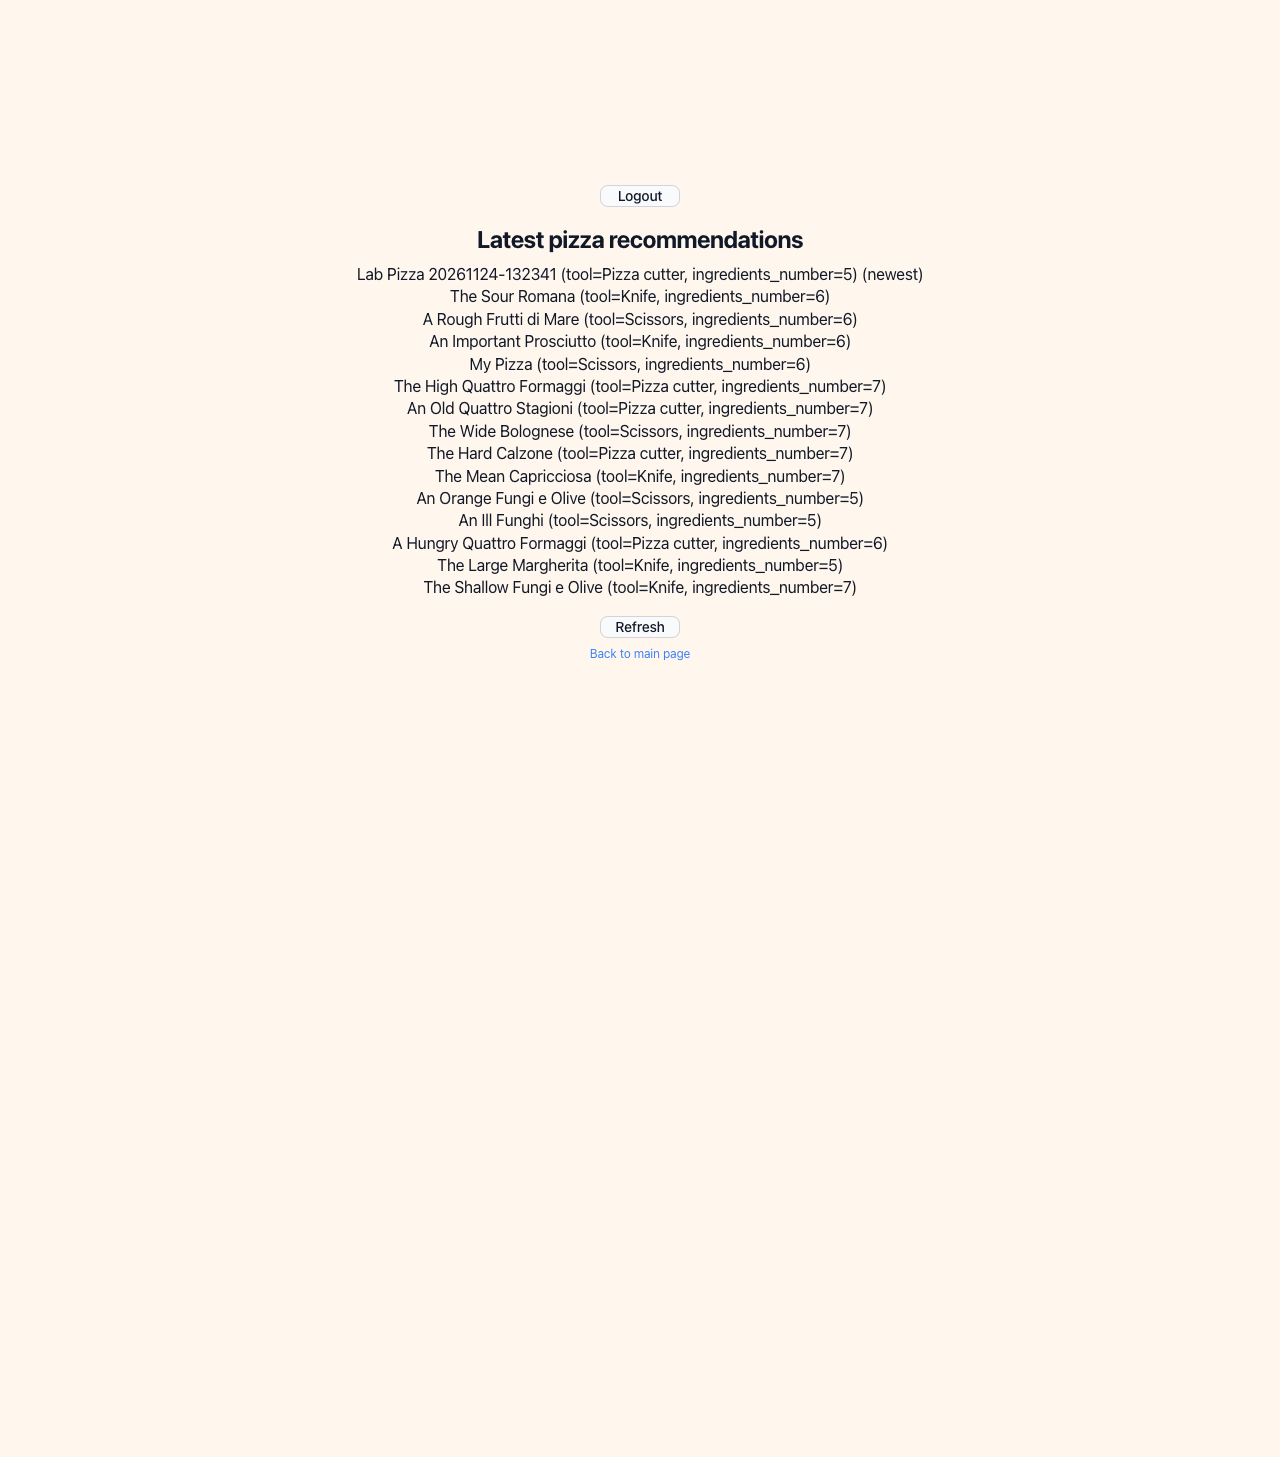 Logout
Latest pizza recommendations
Lab Pizza 20261124-132341 (tool=Pizza cutter, ingredients_number=5) (newest)
The Sour Romana (tool=Knife, ingredients_number=6)
A Rough Frutti di Mare (tool=Scissors, ingredients_number=6)
An Important Prosciutto (tool=Knife, ingredients_number=6)
My Pizza (tool=Scissors, ingredients_number=6)
The High Quattro Formaggi (tool=Pizza cutter, ingredients_number=7)
An Old Quattro Stagioni (tool=Pizza cutter, ingredients_number=7)
The Wide Bolognese (tool=Scissors, ingredients_number=7)
The Hard Calzone (tool=Pizza cutter, ingredients_number=7)
The Mean Capricciosa (tool=Knife, ingredients_number=7)
An Orange Fungi e Olive (tool=Scissors, ingredients_number=5)
An Ill Funghi (tool=Scissors, ingredients_number=5)
A Hungry Quattro Formaggi (tool=Pizza cutter, ingredients_number=6)
The Large Margherita (tool=Knife, ingredients_number=5)
The Shallow Fungi e Olive (tool=Knife, ingredients_number=7)
Refresh
Back to main page